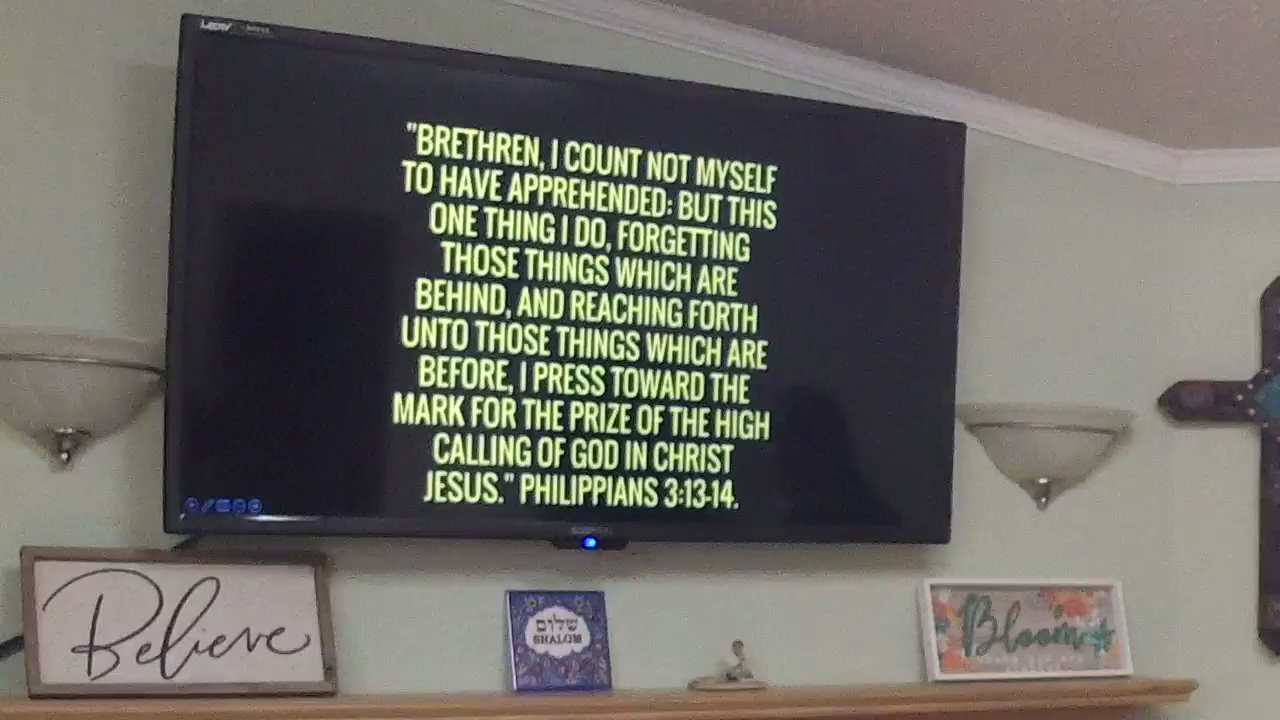 "BRETHREN, I COUNT NOT MYSELF
TO HAVE APPREHENDED: BUT THIS
ONE THING I DO, FORGETTING
THOSE THINGS WHICH ARE
BEHIND, AND REACHING FORTH
UNTO THOSE THINGS WHICH ARE
BEFORE, I PRESS TOWARD THE
MARK FOR THE PRIZE OF THE HIGH
CALLING OF GOD IN CHRIST
JESUS." PHILIPPIANS 3:13-14.
Believe
שלום
SHALOM
Bloom